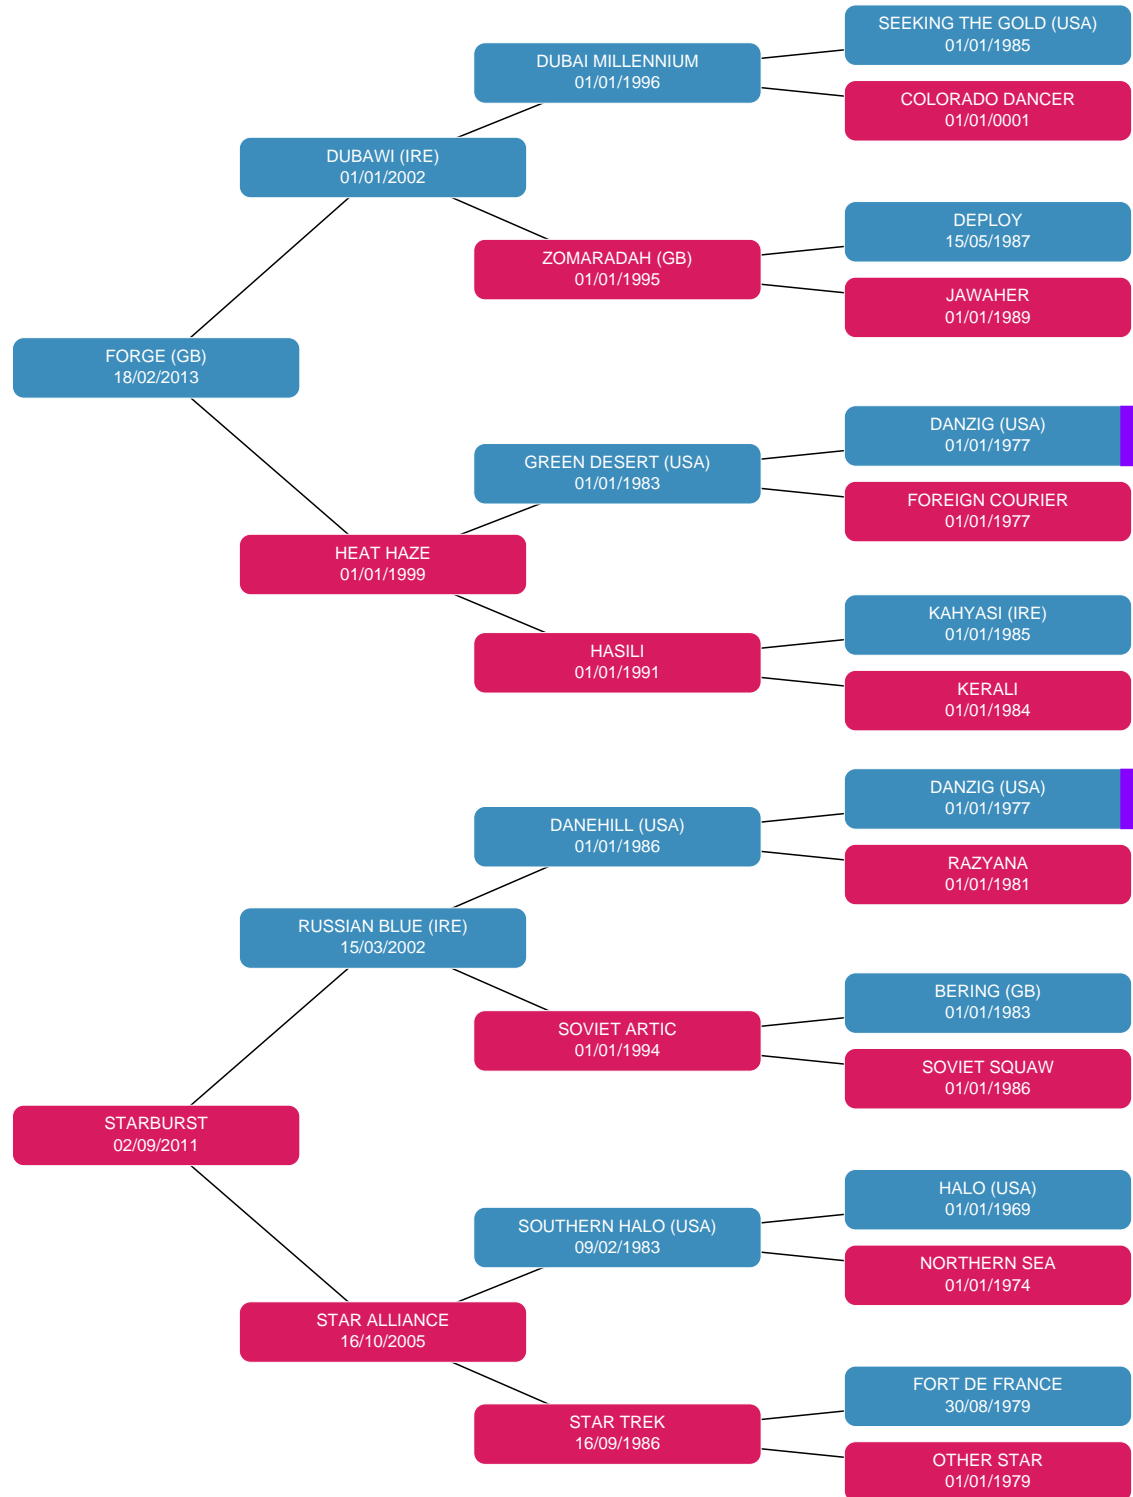 SEEKING THE GOLD (USA)
01/01/1985
DUBAI MILLENNIUM
01/01/1996
COLORADO DANCER
01/01/0001
DUBAWI (IRE)
01/01/2002
DEPLOY
15/05/1987
ZOMARADAH (GB)
01/01/1995
JAWAHER
01/01/1989
FORGE (GB)
18/02/2013
DANZIG (USA)
01/01/1977
GREEN DESERT (USA)
01/01/1983
FOREIGN COURIER
01/01/1977
HEAT HAZE
01/01/1999
KAHYASI (IRE)
01/01/1985
HASILI
01/01/1991
KERALI
01/01/1984
DANZIG (USA)
01/01/1977
DANEHILL (USA)
01/01/1986
RAZYANA
01/01/1981
RUSSIAN BLUE (IRE)
15/03/2002
BERING (GB)
01/01/1983
SOVIET ARTIC
01/01/1994
SOVIET SQUAW
01/01/1986
STARBURST
02/09/2011
HALO (USA)
01/01/1969
SOUTHERN HALO (USA)
09/02/1983
NORTHERN SEA
01/01/1974
STAR ALLIANCE
16/10/2005
FORT DE FRANCE
30/08/1979
STAR TREK
16/09/1986
OTHER STAR
01/01/1979